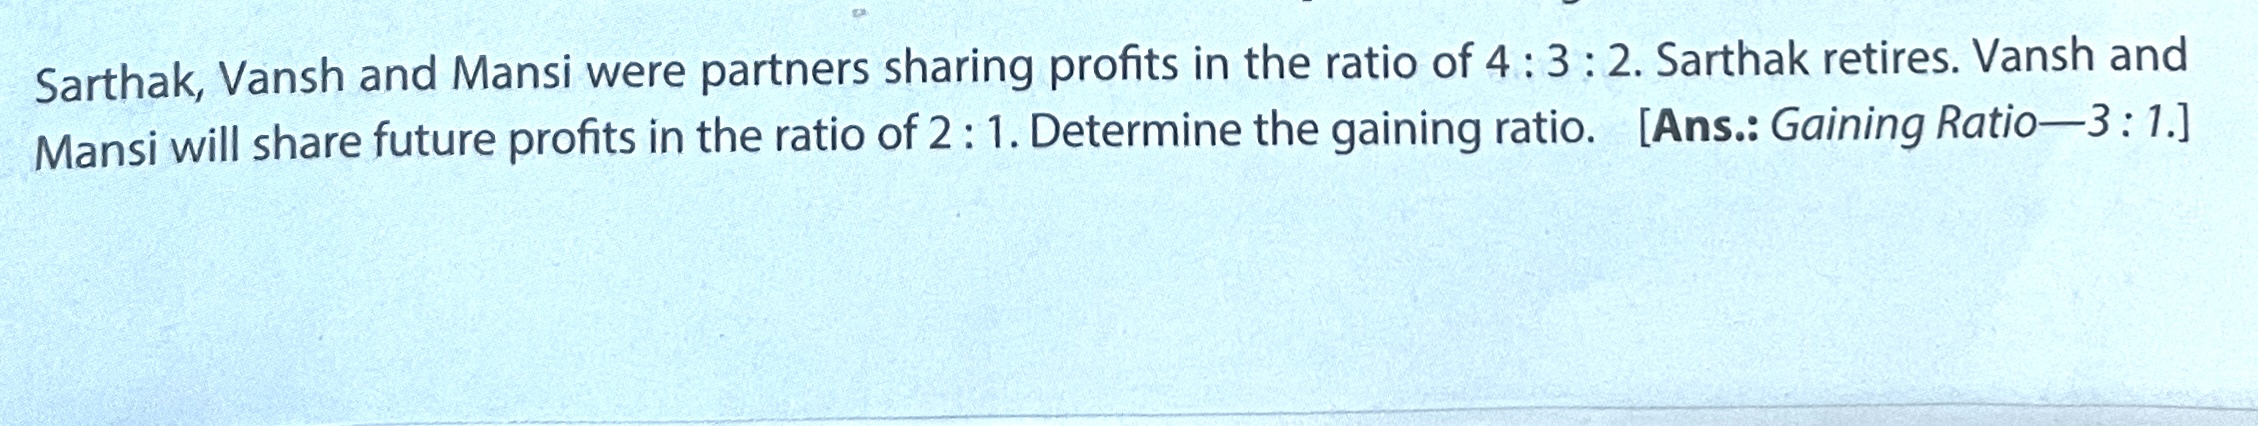 Sarthak, Vansh and Mansi were partners sharing profits in the ratio of 4 : 3 : 2. Sarthak retires. Vansh and
Mansi will share future profits in the ratio of 2 : 1. Determine the gaining ratio. [Ans.: Gaining Ratio—3 : 1.]